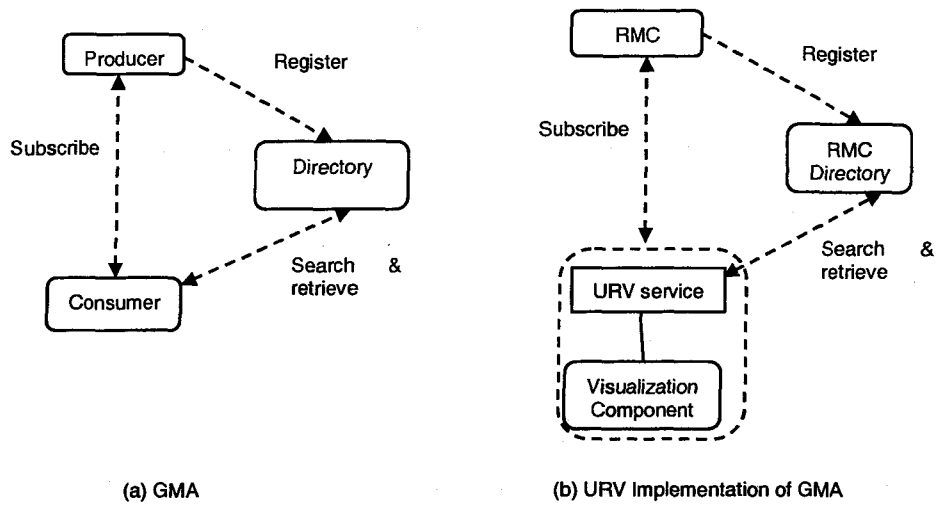 Producer
Register
Subscribe
Directory
Search &
retrieve
Consumer
(a) GMA
RMC
Register
Subscribe
RMC
Directory
Search &
retrieve
URV service
Visualization
Component
(b) URV Implementation of GMA